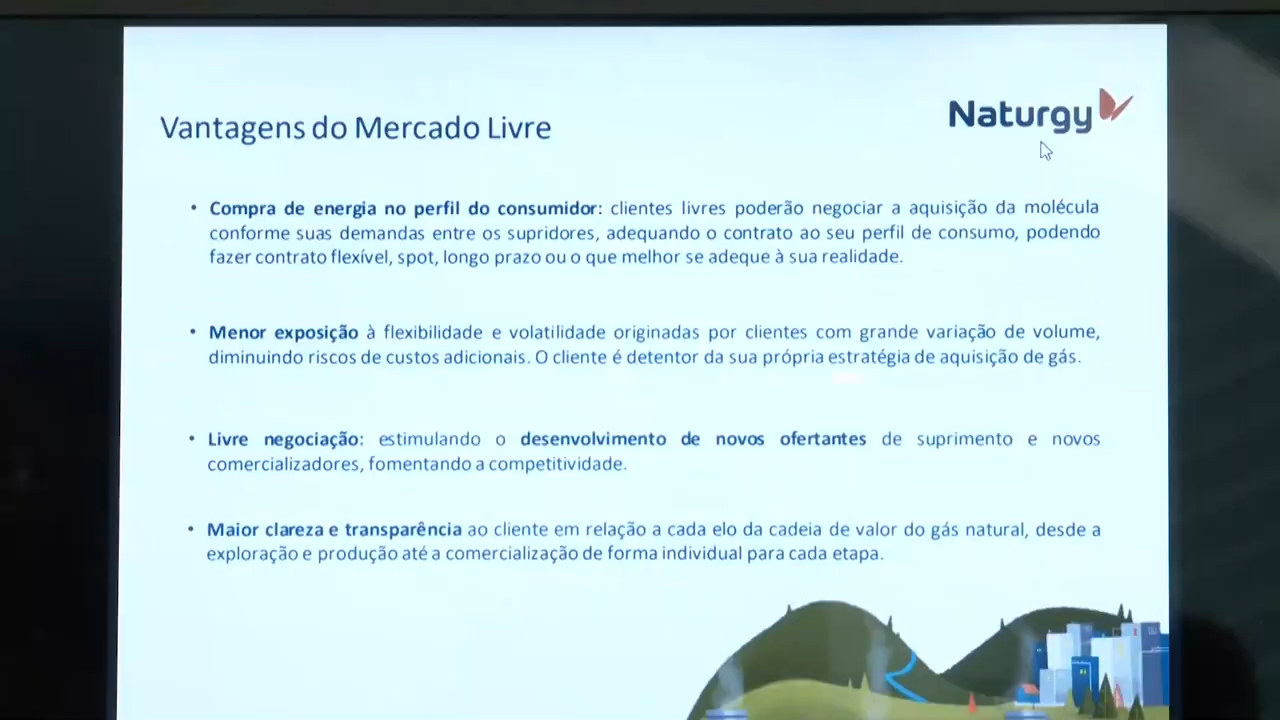 Vantagens do Mercado Livre
Naturgy
• Compra de energia no perfil do consumidor: clientes livres poderão negociar a aquisição da molécula
conforme suas demandas entre os supridores, adequando o contrato ao seu perfil de consumo, podendo
fazer contrato flexível, spot, longo prazo ou o que melhor se adeque à sua realidade.
• Menor exposição à flexibilidade e volatilidade originadas por clientes com grande variação de volume,
diminuindo riscos de custos adicionais. O cliente é detentor da sua própria estratégia de aquisição de gás.
• Livre negociação: estimulando o desenvolvimento de novos ofertantes de suprimento e novos
comercializadores, fomentando a competitividade.
• Maior clareza e transparência ao cliente em relação a cada elo da cadeia de valor do gás natural, desde a
exploração e produção até a comercialização de forma individual para cada etapa.